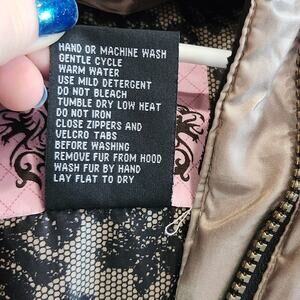 HAND OR MACHINE WASH
GENTLE CYCLE
WARM WATER
USE MILD DETERGENT
DO NOT BLEACH
TUMBLE DRY LOW HEAT
DO NOT IRON
CLOSE ZIPPERS AND
VELCRO TABS
BEFORE WASHING
REMOVE FUR FROM HOOD
WASH FUR BY HAND
LAY FLAT TO DRY